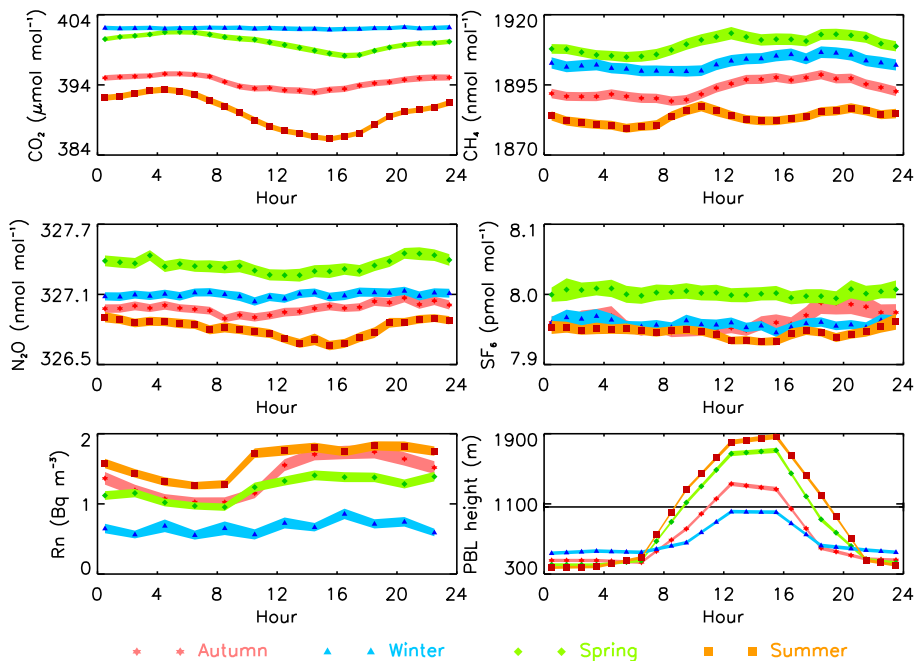 404
394
384
CO₂ (μmol mol⁻¹)
0 4 8 12 16 20 24
Hour
1920
1895
1870
CH₄ (nmol mol⁻¹)
0 4 8 12 16 20 24
Hour
327.7
327.1
326.5
N₂O (nmol mol⁻¹)
0 4 8 12 16 20 24
Hour
8.1
8.0
7.9
SF₆ (pmol mol⁻¹)
0 4 8 12 16 20 24
Hour
2
1
0
Rn (Bq m⁻³)
0 4 8 12 16 20 24
Hour
1900
1100
300
PBL height (m)
0 4 8 12 16 20 24
Hour
Autumn Winter Spring Summer